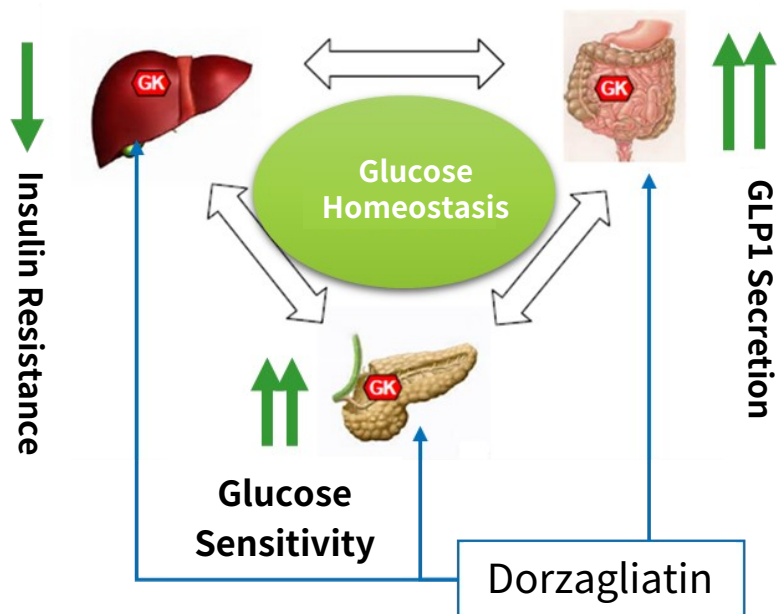 GK
GK
Glucose
Homeostasis
Insulin Resistance
GLP1 Secretion
GK
Glucose
Sensitivity
Dorzagliatin